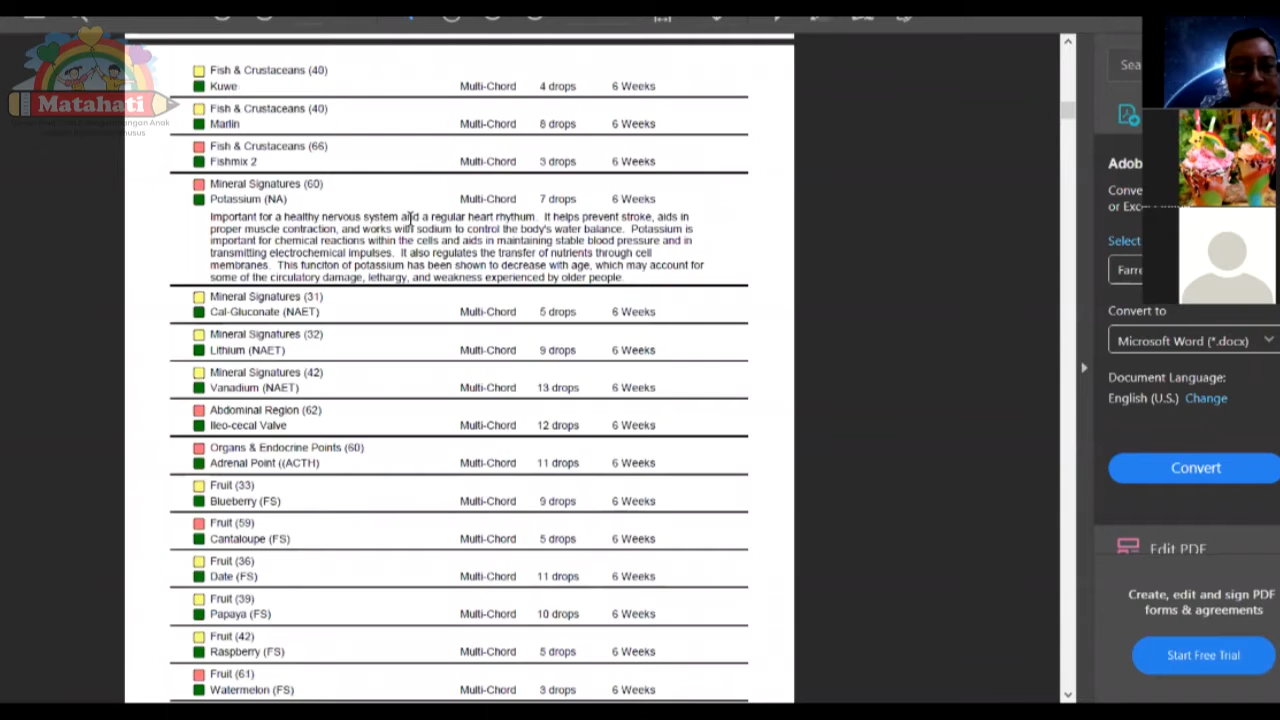 Matahati
Fish & Crustaceans (40)
Kuwe Multi-Chord 4 drops 6 Weeks
Fish & Crustaceans (40)
Marlin Multi-Chord 8 drops 6 Weeks
Fish & Crustaceans (66)
Fishmix 2 Multi-Chord 3 drops 6 Weeks
Mineral Signatures (60)
Potassium (NA) Multi-Chord 7 drops 6 Weeks
Important for a healthy nervous system and a regular heart rhythum. It helps prevent stroke, aids in
proper muscle contraction, and works with sodium to control the body's water balance. Potassium is
important for chemical reactions within the cells and aids in maintaining stable blood pressure and in
transmitting electrochemical impulses. It also regulates the transfer of nutrients through cell
membranes. This funciton of potassium has been shown to decrease with age, which may account for
some of the circulatory damage, lethargy, and weakness experienced by older people.
Mineral Signatures (31)
Cal-Gluconate (NAET) Multi-Chord 5 drops 6 Weeks
Mineral Signatures (32)
Lithium (NAET) Multi-Chord 9 drops 6 Weeks
Mineral Signatures (42)
Vanadium (NAET) Multi-Chord 13 drops 6 Weeks
Abdominal Region (62)
Ileo-cecal Valve Multi-Chord 12 drops 6 Weeks
Organs & Endocrine Points (60)
Adrenal Point ((ACTH) Multi-Chord 11 drops 6 Weeks
Fruit (33)
Blueberry (FS) Multi-Chord 9 drops 6 Weeks
Fruit (59)
Cantaloupe (FS) Multi-Chord 5 drops 6 Weeks
Fruit (36)
Date (FS) Multi-Chord 11 drops 6 Weeks
Fruit (39)
Papaya (FS) Multi-Chord 10 drops 6 Weeks
Fruit (42)
Raspberry (FS) Multi-Chord 5 drops 6 Weeks
Fruit (61)
Watermelon (FS) Multi-Chord 3 drops 6 Weeks
Sea
Adob
Conve
or Exc
Select
Farre
Convert to
Microsoft Word (*.docx)
Document Language:
English (U.S.) Change
Convert
Edit PDF
Create, edit and sign PDF
forms & agreements
Start Free Trial